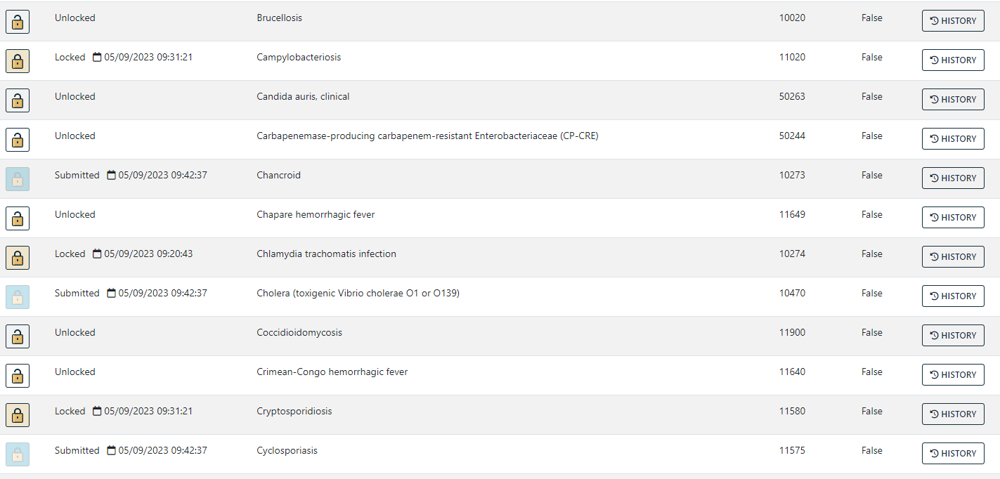 Unlocked Brucellosis 10020 False HISTORY
Locked 05/09/2023 09:31:21 Campylobacteriosis 11020 False HISTORY
Unlocked Candida auris, clinical 50263 False HISTORY
Unlocked Carbapenemase-producing carbapenem-resistant Enterobacteriaceae (CP-CRE) 50244 False HISTORY
Submitted 05/09/2023 09:42:37 Chancroid 10273 False HISTORY
Unlocked Chapare hemorrhagic fever 11649 False HISTORY
Locked 05/09/2023 09:20:43 Chlamydia trachomatis infection 10274 False HISTORY
Submitted 05/09/2023 09:42:37 Cholera (toxigenic Vibrio cholerae O1 or O139) 10470 False HISTORY
Unlocked Coccidioidomycosis 11900 False HISTORY
Unlocked Crimean-Congo hemorrhagic fever 11640 False HISTORY
Locked 05/09/2023 09:31:21 Cryptosporidiosis 11580 False HISTORY
Submitted 05/09/2023 09:42:37 Cyclosporiasis 11575 False HISTORY